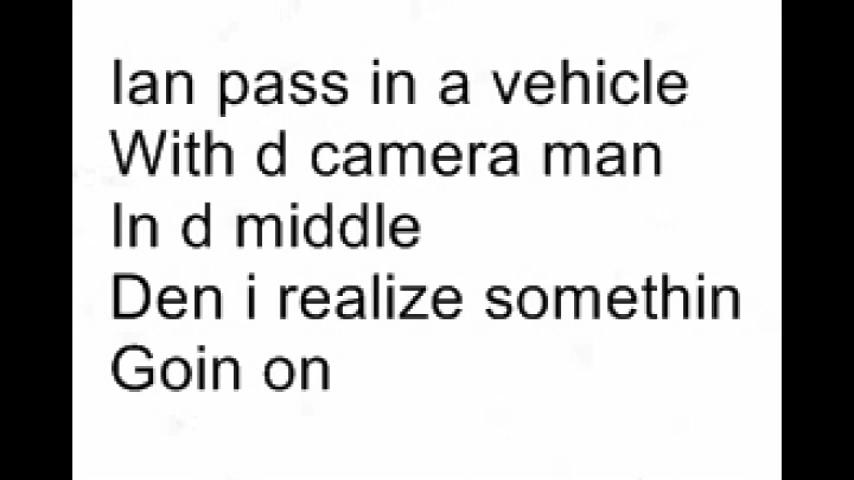 Ian pass in a vehicle
With d camera man
In d middle
Den i realize somethin
Goin on